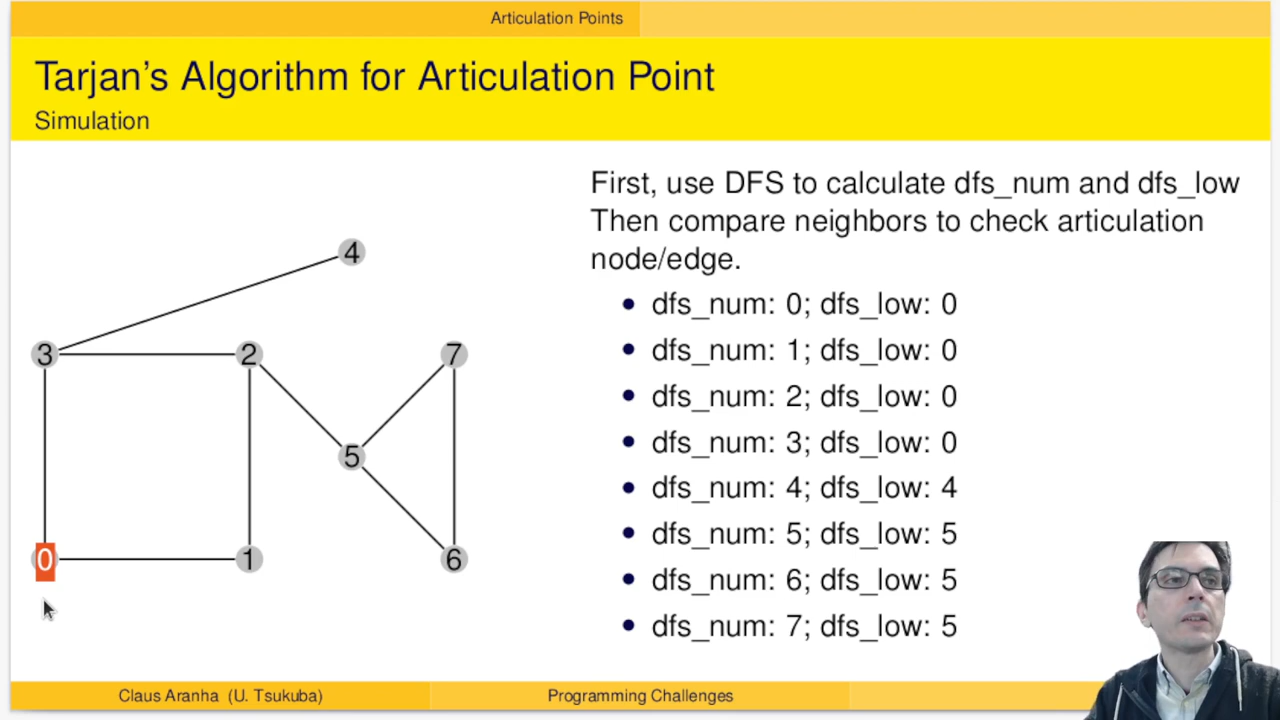 Articulation Points
Tarjan's Algorithm for Articulation Point
Simulation
First, use DFS to calculate dfs_num and dfs_low
Then compare neighbors to check articulation
node/edge.
• dfs_num: 0; dfs_low: 0
• dfs_num: 1; dfs_low: 0
• dfs_num: 2; dfs_low: 0
• dfs_num: 3; dfs_low: 0
• dfs_num: 4; dfs_low: 4
• dfs_num: 5; dfs_low: 5
• dfs_num: 6; dfs_low: 5
• dfs_num: 7; dfs_low: 5
4
3 2 7
5
0 1 6
Claus Aranha (U. Tsukuba)
Programming Challenges